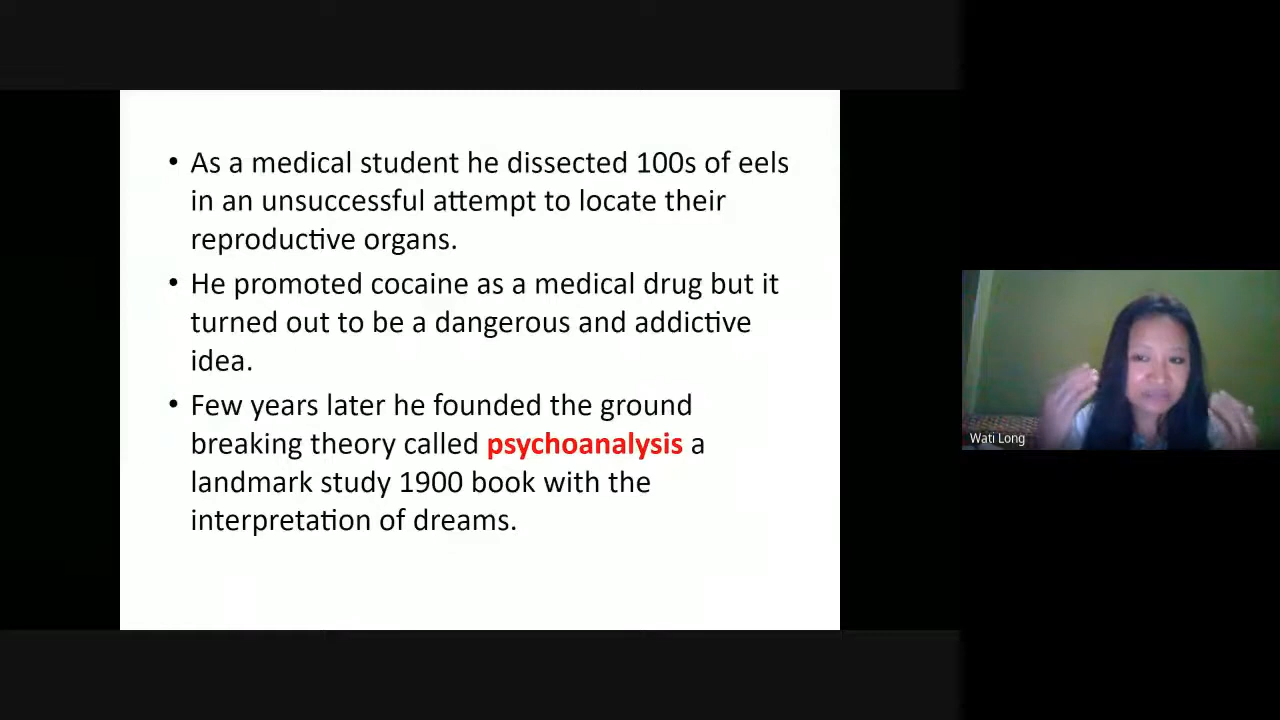 • As a medical student he dissected 100s of eels
in an unsuccessful attempt to locate their
reproductive organs.
• He promoted cocaine as a medical drug but it
turned out to be a dangerous and addictive
idea.
• Few years later he founded the ground
breaking theory called psychoanalysis a
landmark study 1900 book with the
interpretation of dreams.
Wati Long